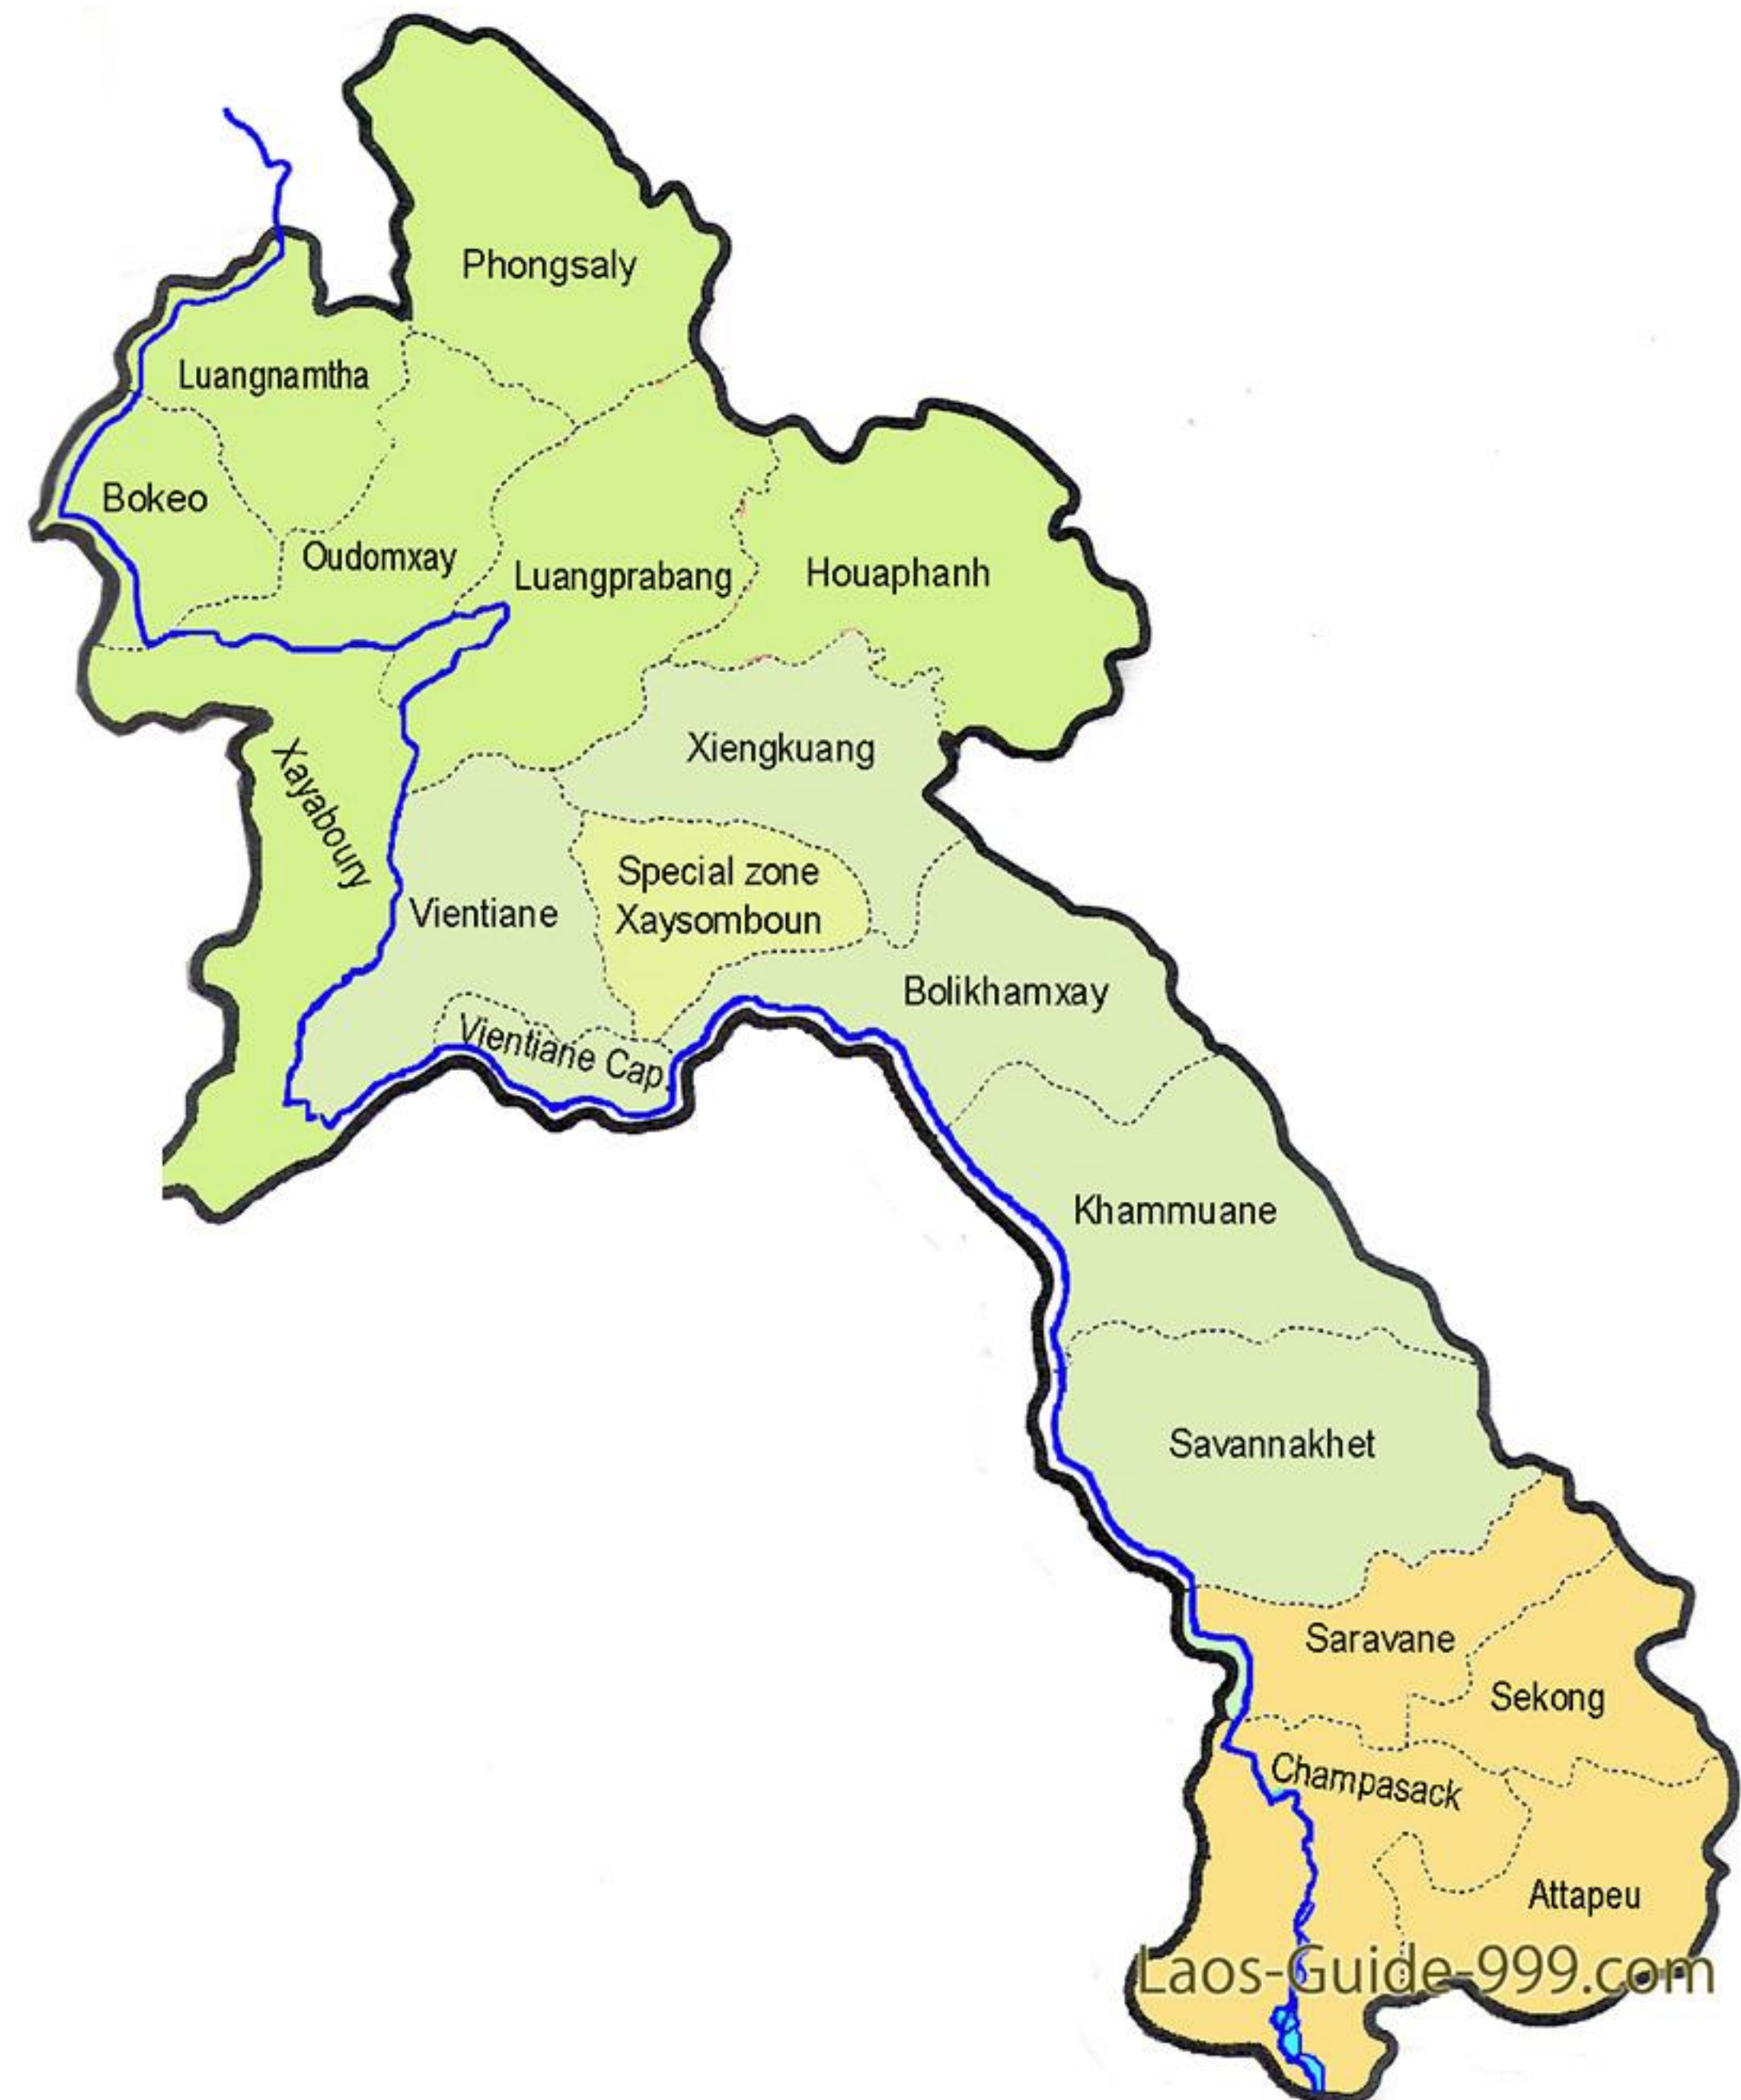 Phongsaly
Luangnamtha
Bokeo
Oudomxay
Luangprabang
Houaphanh
Xiengkuang
Xayaboury
Special zone
Xaysomboun
Vientiane
Bolikhamxay
Vientiane Cap.
Khammuane
Savannakhet
Saravane
Sekong
Champasack
Attapeu
Laos-Guide-999.com